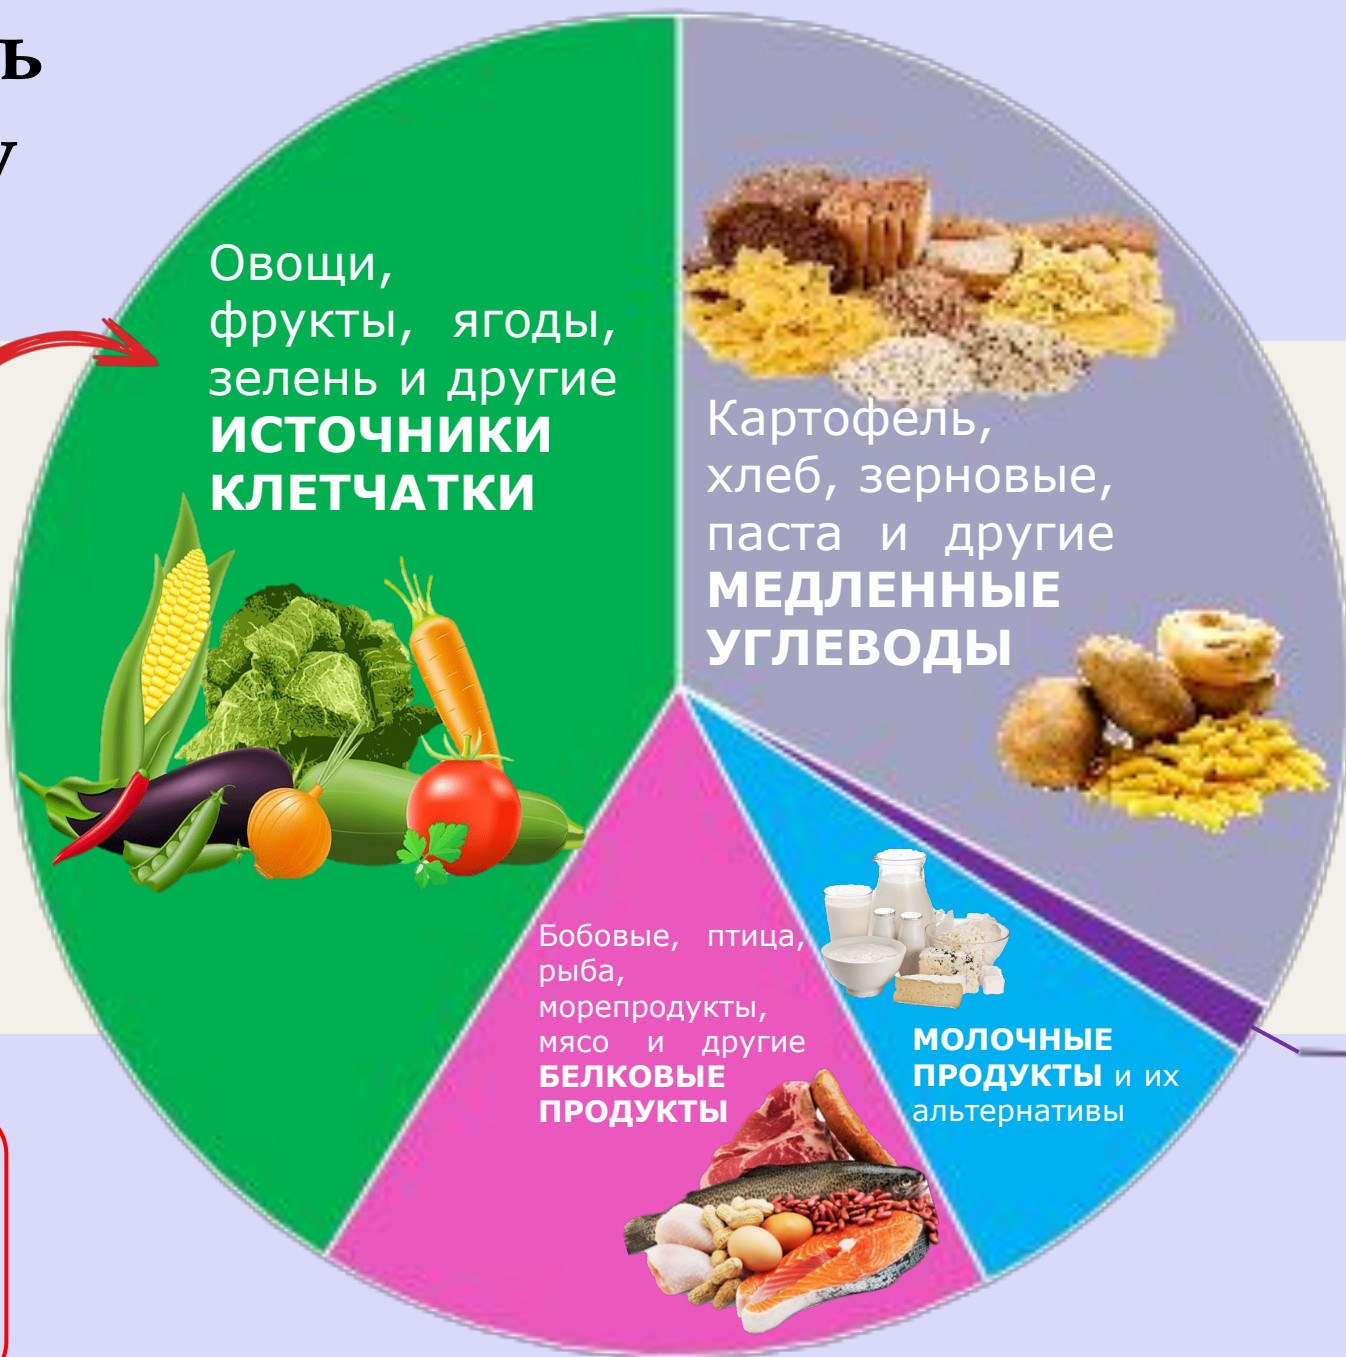 ь
у
Овощи,
фрукты, ягоды,
зелень и другие
ИСТОЧНИКИ
КЛЕТЧАТКИ
Картофель,
хлеб, зерновые,
паста и другие
МЕДЛЕННЫЕ
УГЛЕВОДЫ
Бобовые, птица,
рыба,
морепродукты,
мясо и другие
БЕЛКОВЫЕ
ПРОДУКТЫ
МОЛОЧНЫЕ
ПРОДУКТЫ и их
альтернативы